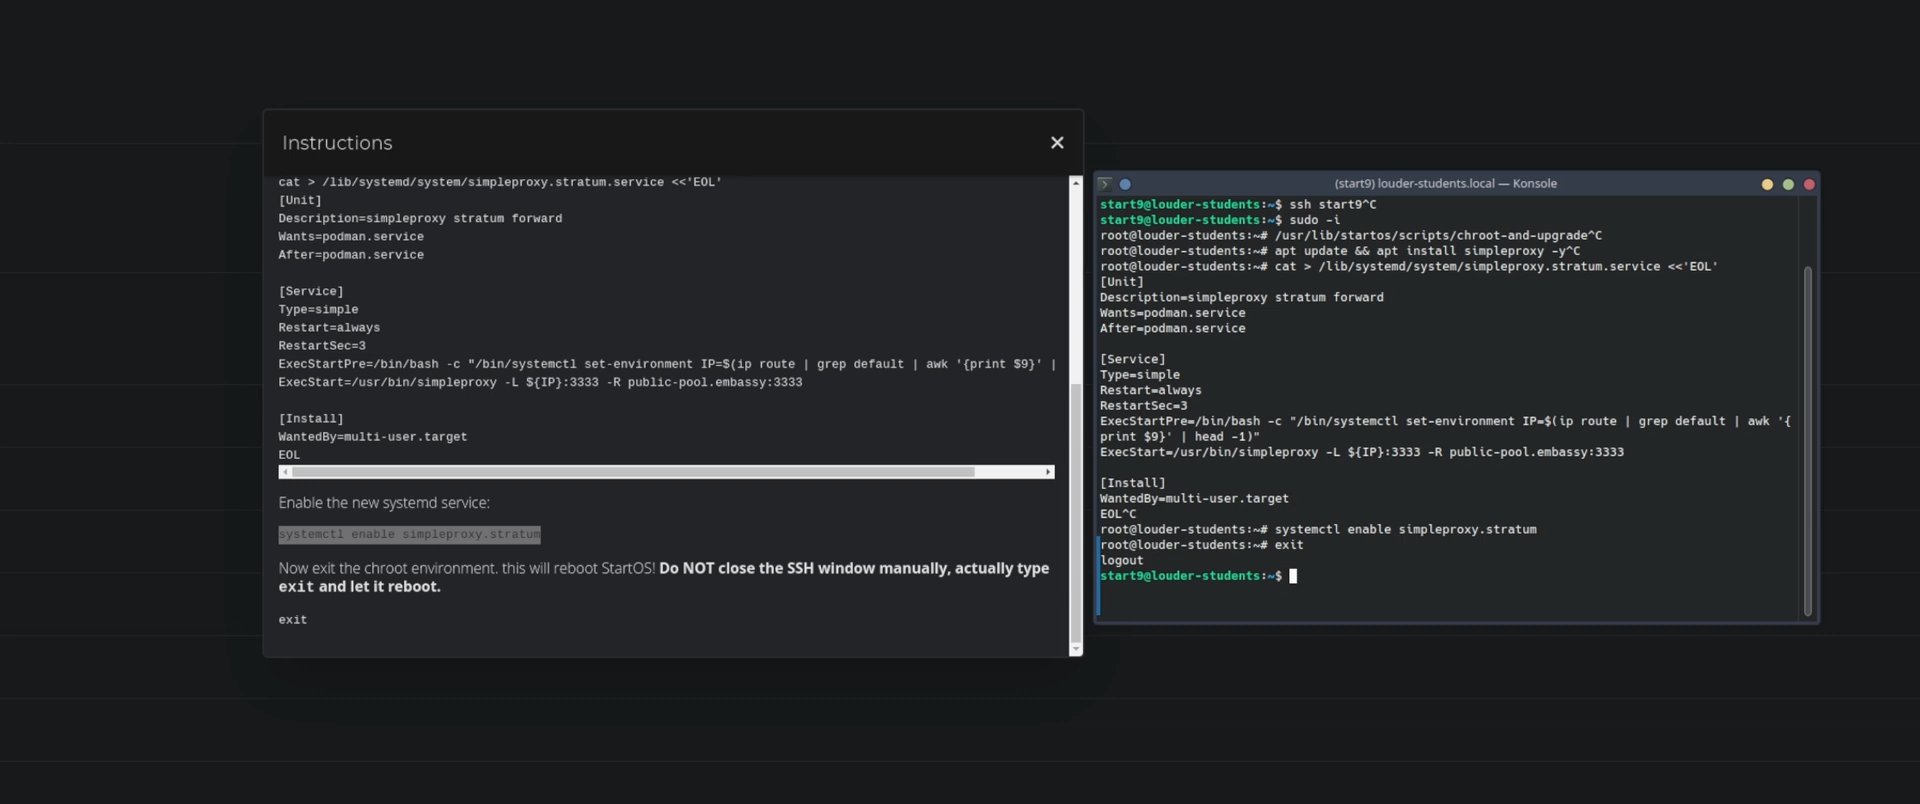 Instructions
cat > /lib/systemd/system/simpleproxy.stratum.service <<'EOL'
[Unit]
Description=simpleproxy stratum forward
Wants=podman.service
After=podman.service
[Service]
Type=simple
Restart=always
RestartSec=3
ExecStartPre=/bin/bash -c "/bin/systemctl set-environment IP=$(ip route | grep default | awk '{print $9}' |
ExecStart=/usr/bin/simpleproxy -L ${IP}:3333 -R public-pool.embassy:3333
[Install]
WantedBy=multi-user.target
EOL
Enable the new systemd service:
systemctl enable simpleproxy.stratum
Now exit the chroot environment. this will reboot StartOS! Do NOT close the SSH window manually, actually type
exit and let it reboot.
exit
(start9) louder-students.local — Konsole
start9@louder-students:~$ ssh start9^C
start9@louder-students:~$ sudo -i
root@louder-students:~# /usr/lib/startos/scripts/chroot-and-upgrade^C
root@louder-students:~# apt update && apt install simpleproxy -y^C
root@louder-students:~# cat > /lib/systemd/system/simpleproxy.stratum.service <<'EOL'
[Unit]
Description=simpleproxy stratum forward
Wants=podman.service
After=podman.service
[Service]
Type=simple
Restart=always
RestartSec=3
ExecStartPre=/bin/bash -c "/bin/systemctl set-environment IP=$(ip route | grep default | awk '{
print $9}' | head -1)"
ExecStart=/usr/bin/simpleproxy -L ${IP}:3333 -R public-pool.embassy:3333
[Install]
WantedBy=multi-user.target
EOL^C
root@louder-students:~# systemctl enable simpleproxy.stratum
root@louder-students:~# exit
logout
start9@louder-students:~$